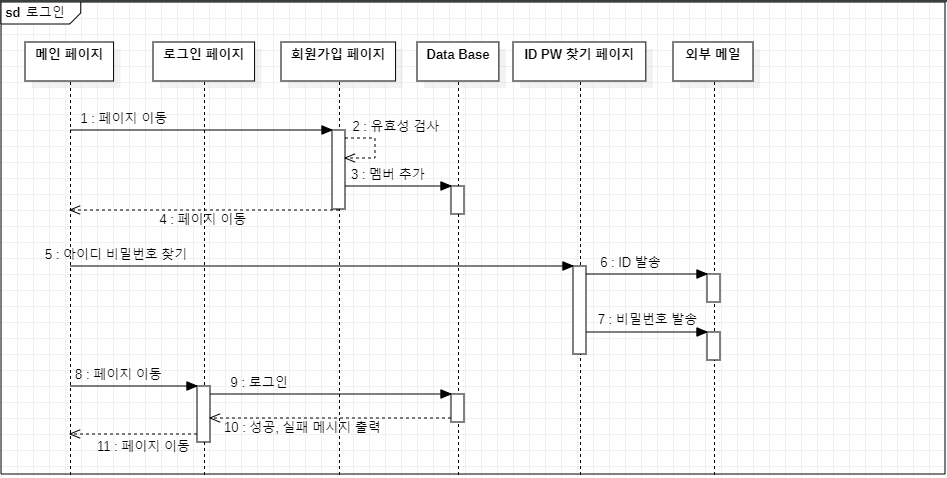 sd 로그인
메인 페이지
로그인 페이지
회원가입 페이지
Data Base
ID PW 찾기 페이지
외부 메일
1 : 페이지 이동
2 : 유효성 검사
3 : 멤버 추가
4 : 페이지 이동
5 : 아이디 비밀번호 찾기
6 : ID 발송
7 : 비밀번호 발송
8 : 페이지 이동
9 : 로그인
10 : 성공, 실패 메시지 출력
11 : 페이지 이동